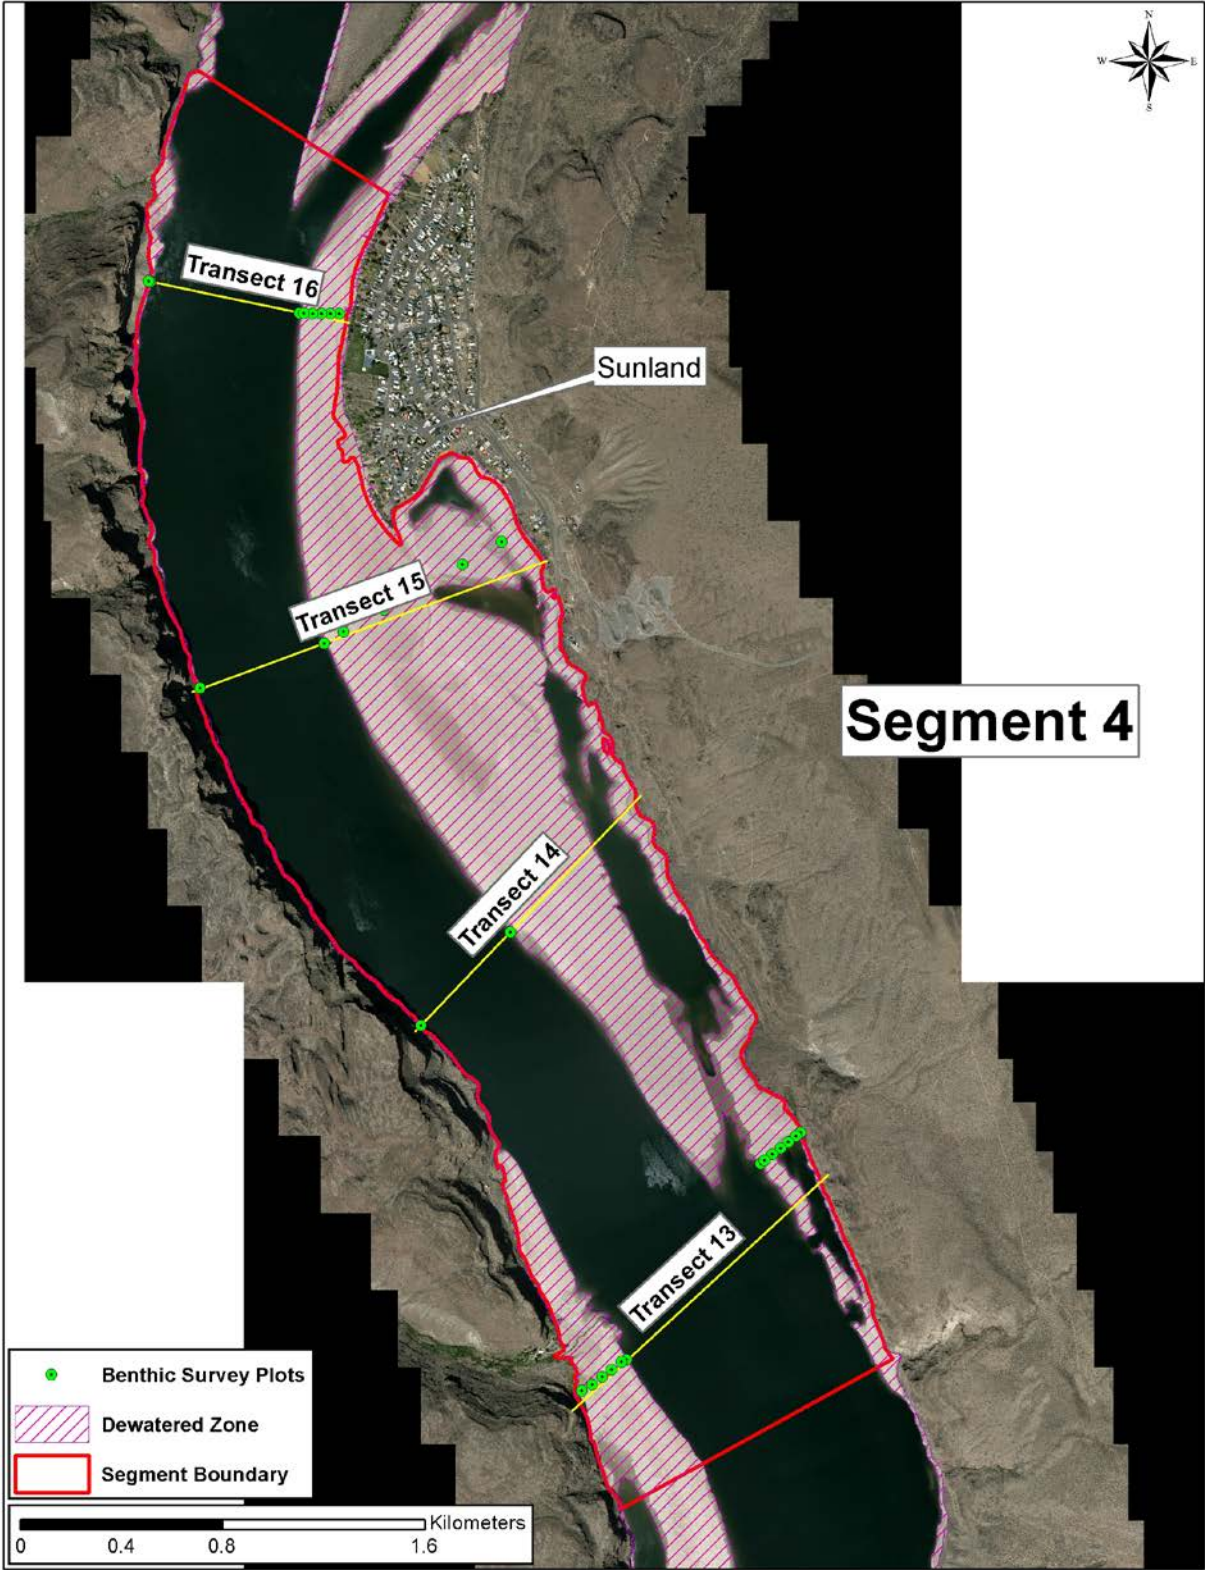 N
W E
S
Transect 16
Sunland
Transect 15
Segment 4
Transect 14
Transect 13
Benthic Survey Plots
Dewatered Zone
Segment Boundary
Kilometers
0 0.4 0.8 1.6